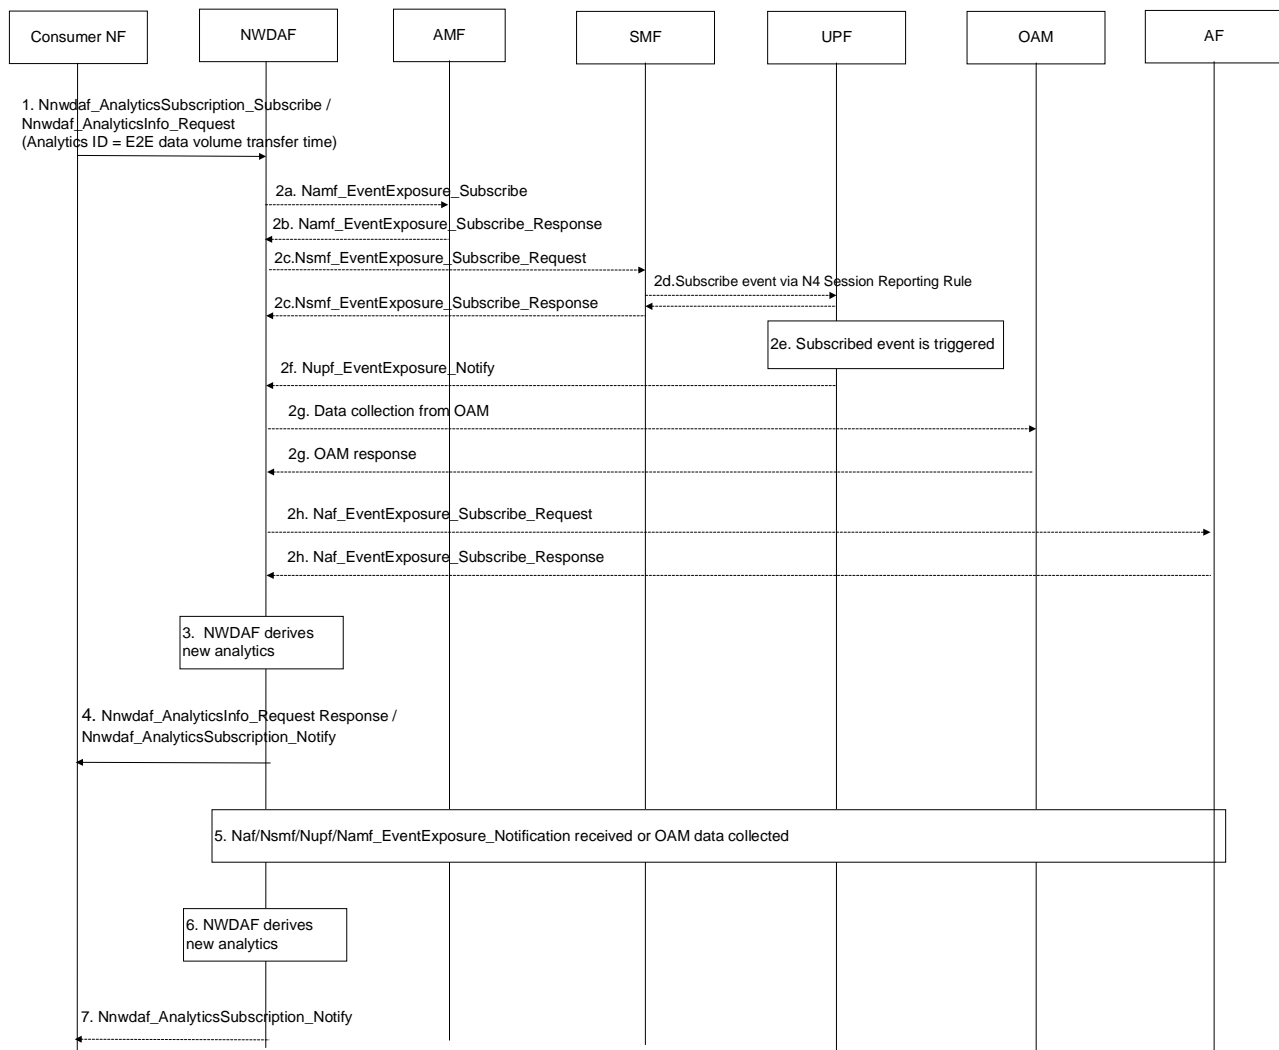 Consumer NF
NWDAF
AMF
SMF
UPF
OAM
AF
1. Nnwdaf_AnalyticsSubscription_Subscribe /
Nnwdaf_AnalyticsInfo_Request
(Analytics ID = E2E data volume transfer time)
2a. Namf_EventExposure_Subscribe
2b. Namf_EventExposure_Subscribe_Response
2c.Nsmf_EventExposure_Subscribe_Request
2d.Subscribe event via N4 Session Reporting Rule
2c.Nsmf_EventExposure_Subscribe_Response
2e. Subscribed event is triggered
2f. Nupf_EventExposure_Notify
2g. Data collection from OAM
2g. OAM response
2h. Naf_EventExposure_Subscribe_Request
2h. Naf_EventExposure_Subscribe_Response
3. NWDAF derives
new analytics
4. Nnwdaf_AnalyticsInfo_Request Response /
Nnwdaf_AnalyticsSubscription_Notify
5. Naf/Nsmf/Nupf/Namf_EventExposure_Notification received or OAM data collected
6. NWDAF derives
new analytics
7. Nnwdaf_AnalyticsSubscription_Notify